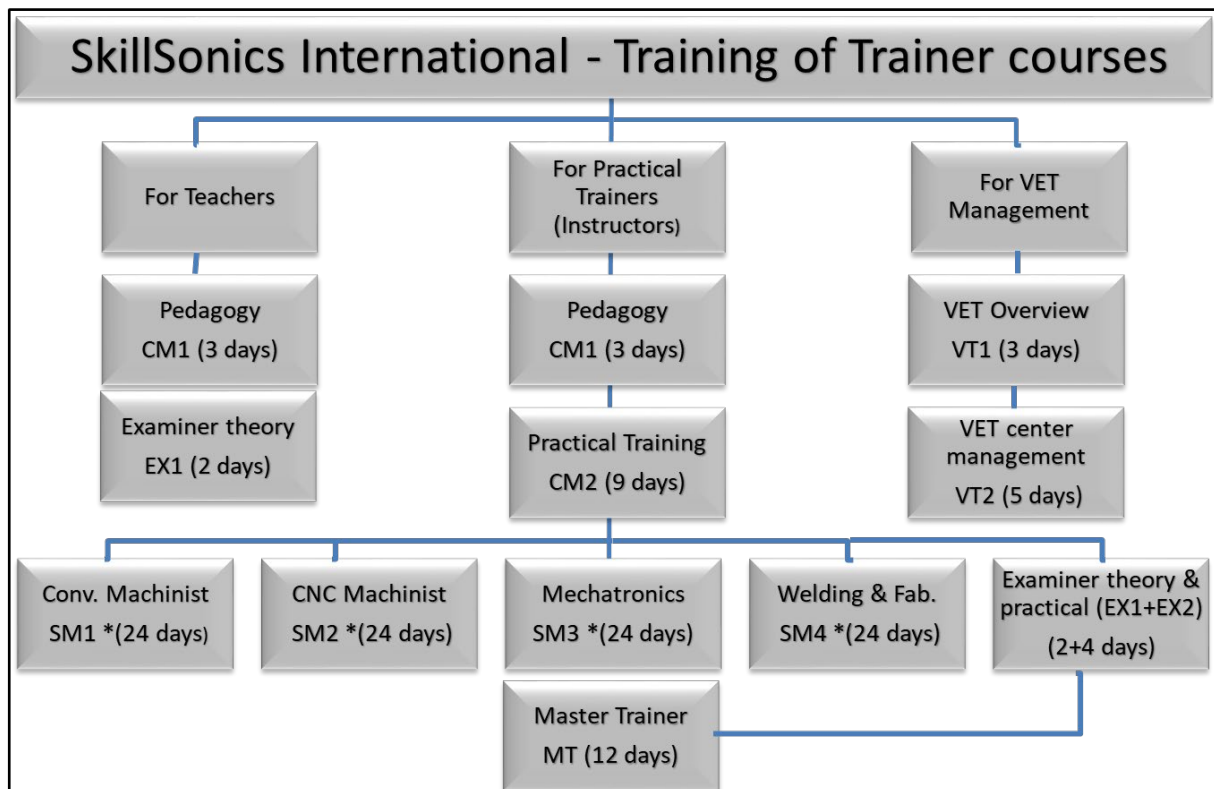 SkillSonics International - Training of Trainer courses
For Teachers
For Practical
Trainers
(Instructors)
For VET
Management
Pedagogy
CM1 (3 days)
Pedagogy
CM1 (3 days)
VET Overview
VT1 (3 days)
Examiner theory
EX1 (2 days)
Practical Training
CM2 (9 days)
VET center
management
VT2 (5 days)
Conv. Machinist
SM1 *(24 days)
CNC Machinist
SM2 *(24 days)
Mechatronics
SM3 *(24 days)
Welding & Fab.
SM4 *(24 days)
Examiner theory &
practical (EX1+EX2)
(2+4 days)
Master Trainer
MT (12 days)